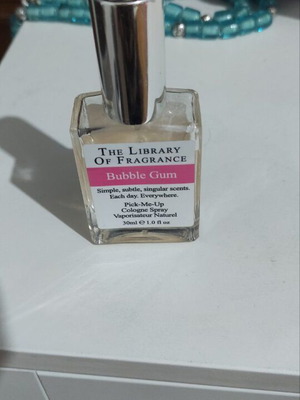 The Library
Of Fragrance
Bubble Gum
Simple, subtle, singular scents.
Each day. Everywhere.
Pick-Me-Up
Cologne Spray
Vaporisateur Naturel
30ml ℮ 1.0 fl oz